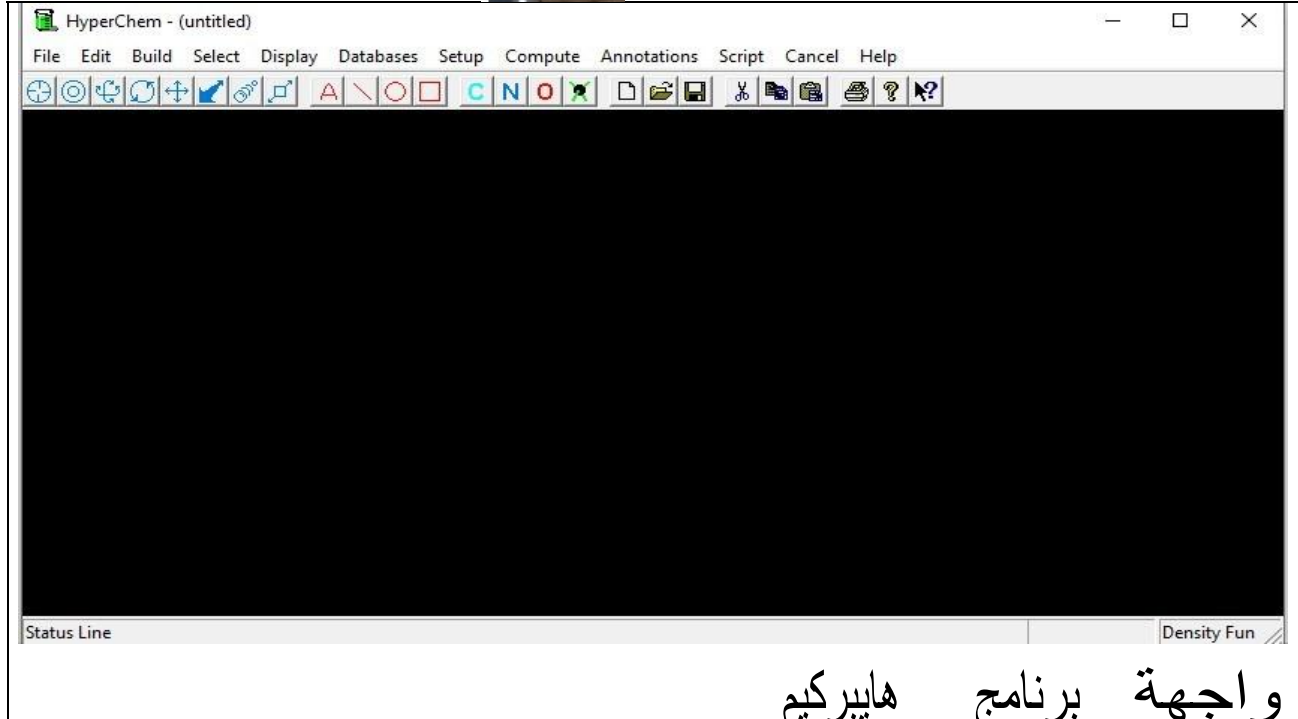 HyperChem - (untitled)
File Edit Build Select Display Databases Setup Compute Annotations Script Cancel Help
A C N O ? ?
Status Line Density Fun
واجهة برنامج هايبركيم